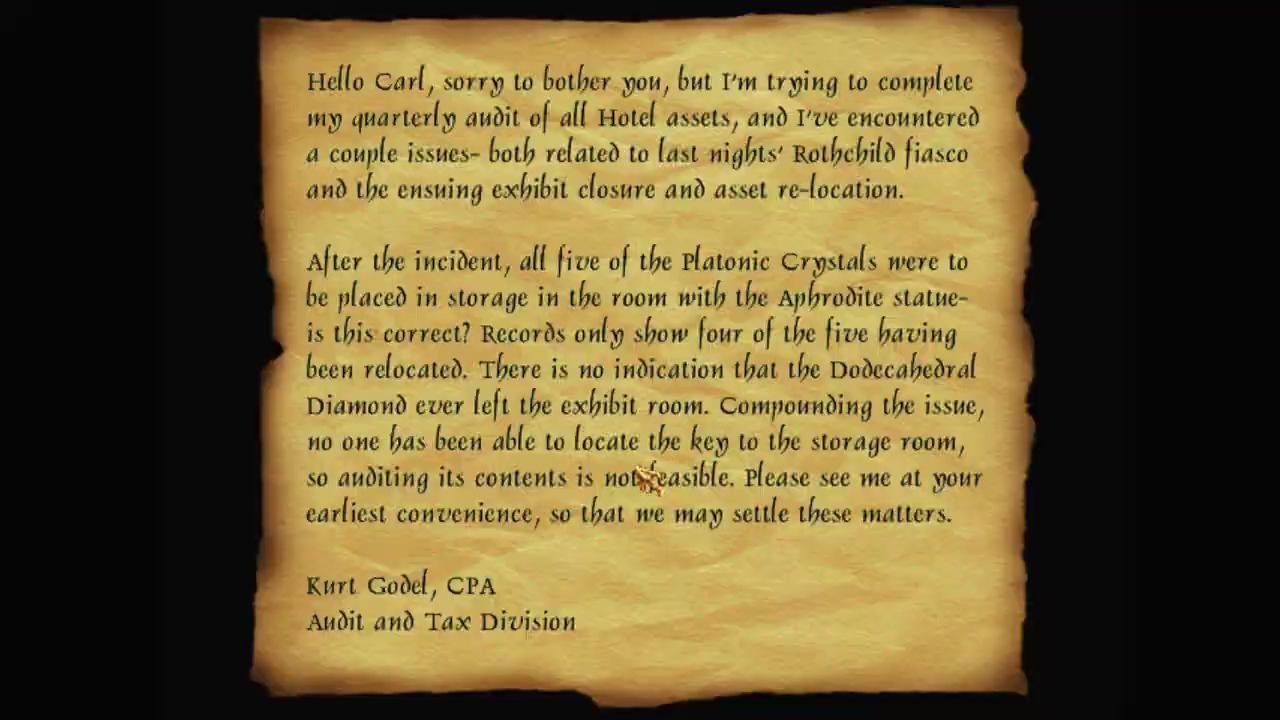 Hello Carl, sorry to bother you, but I'm trying to complete
my quarterly audit of all Hotel assets, and I've encountered
a couple issues- both related to last nights' Rothchild fiasco
and the ensuing exhibit closure and asset re-location.
After the incident, all five of the Platonic Crystals were to
be placed in storage in the room with the Aphrodite statue-
is this correct? Records only show four of the five having
been relocated. There is no indication that the Dodecahedral
Diamond ever left the exhibit room. Compounding the issue,
no one has been able to locate the key to the storage room,
so auditing its contents is not feasible. Please see me at your
earliest convenience, so that we may settle these matters.
Kurt Godel, CPA
Audit and Tax Division